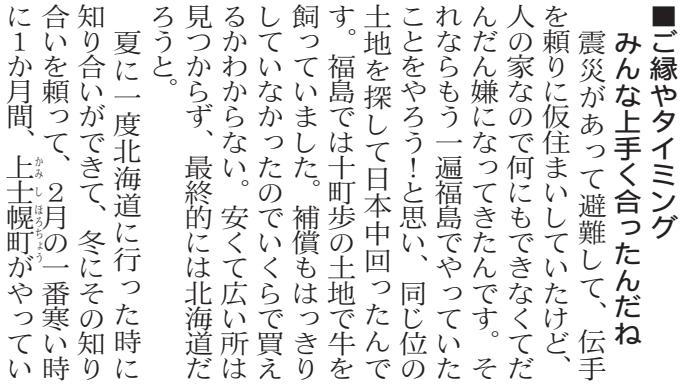 ■ご縁やタイミング
みんな上手く合ったんだね
震災があって避難して、伝手
を頼りに仮住まいしていたけど、
人の家なので何にもできなくてだ
んだん嫌になってきたんです。そ
れならもう一遍福島でやっていた
ことをやろう！と思い、同じ位の
土地を探して日本中回ったんで
す。福島では十町歩の土地で牛を
飼っていました。補償もはっきり
していなかったのでいくらで買え
るかわからない。安くて広い所は
見つからず、最終的には北海道だ
ろうと。
夏に一度北海道に行った時に
知り合いができて、冬にその知り
合いを頼って、２月の一番寒い時
に１か月間、上士幌町がやってい
かみしほろちょう